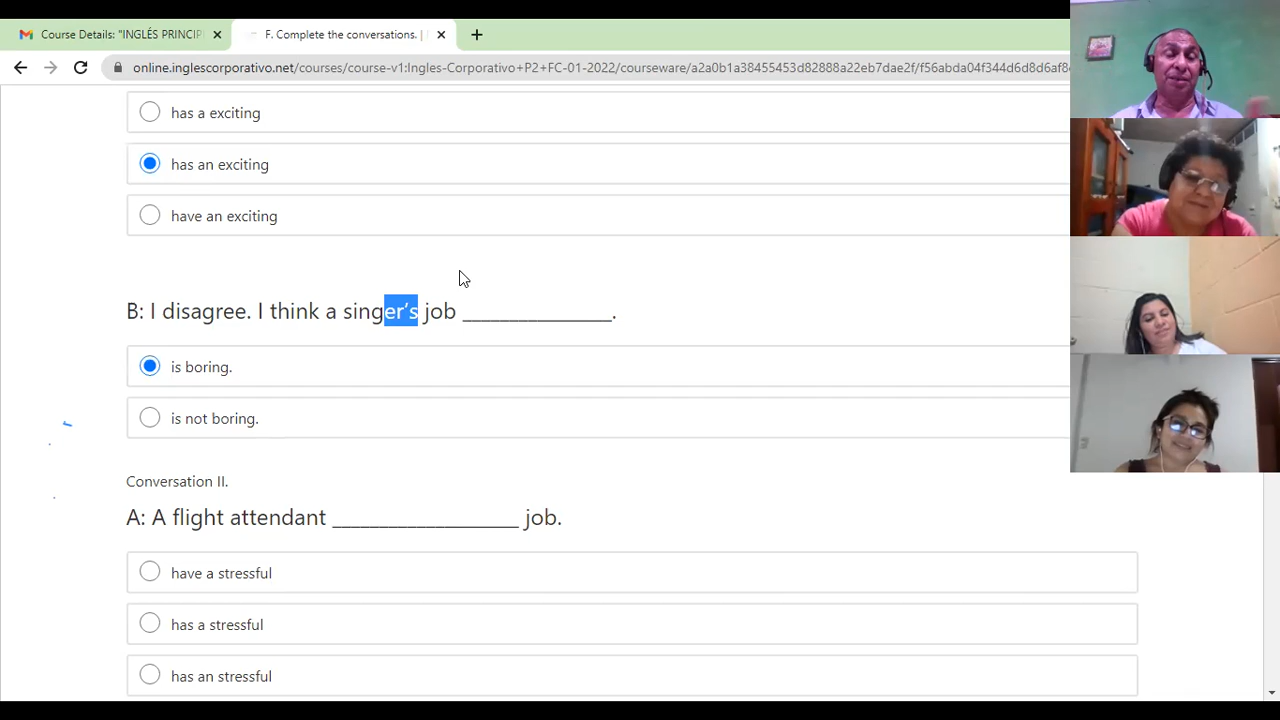 Course Details: "INGLÉS PRINCIP
F. Complete the conversations. |
online.inglescorporativo.net/courses/course-v1:Ingles-Corporativo+P2+FC-01-2022/courseware/a2a0b1a38455453d82888a22eb7dae2f/f56abda04f344d6d8d6af8
has a exciting
has an exciting
have an exciting
B: I disagree. I think a singer's job ________________.
is boring.
is not boring.
Conversation II.
A: A flight attendant ____________________ job.
have a stressful
has a stressful
has an stressful